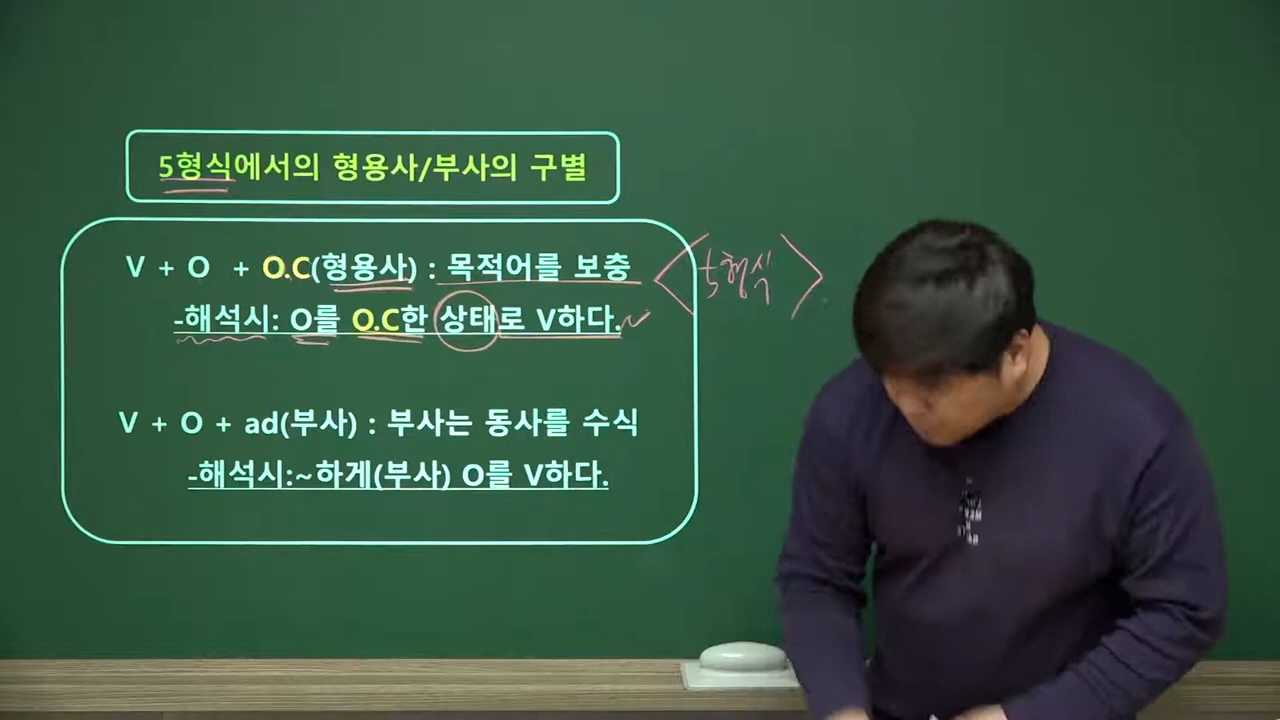 5형식에서의 형용사/부사의 구별
V + O + O.C(형용사) : 목적어를 보충
<5형식>
-해석시: O를 O.C한 상태로 V하다.
V + O + ad(부사) : 부사는 동사를 수식
-해석시:~하게(부사) O를 V하다.